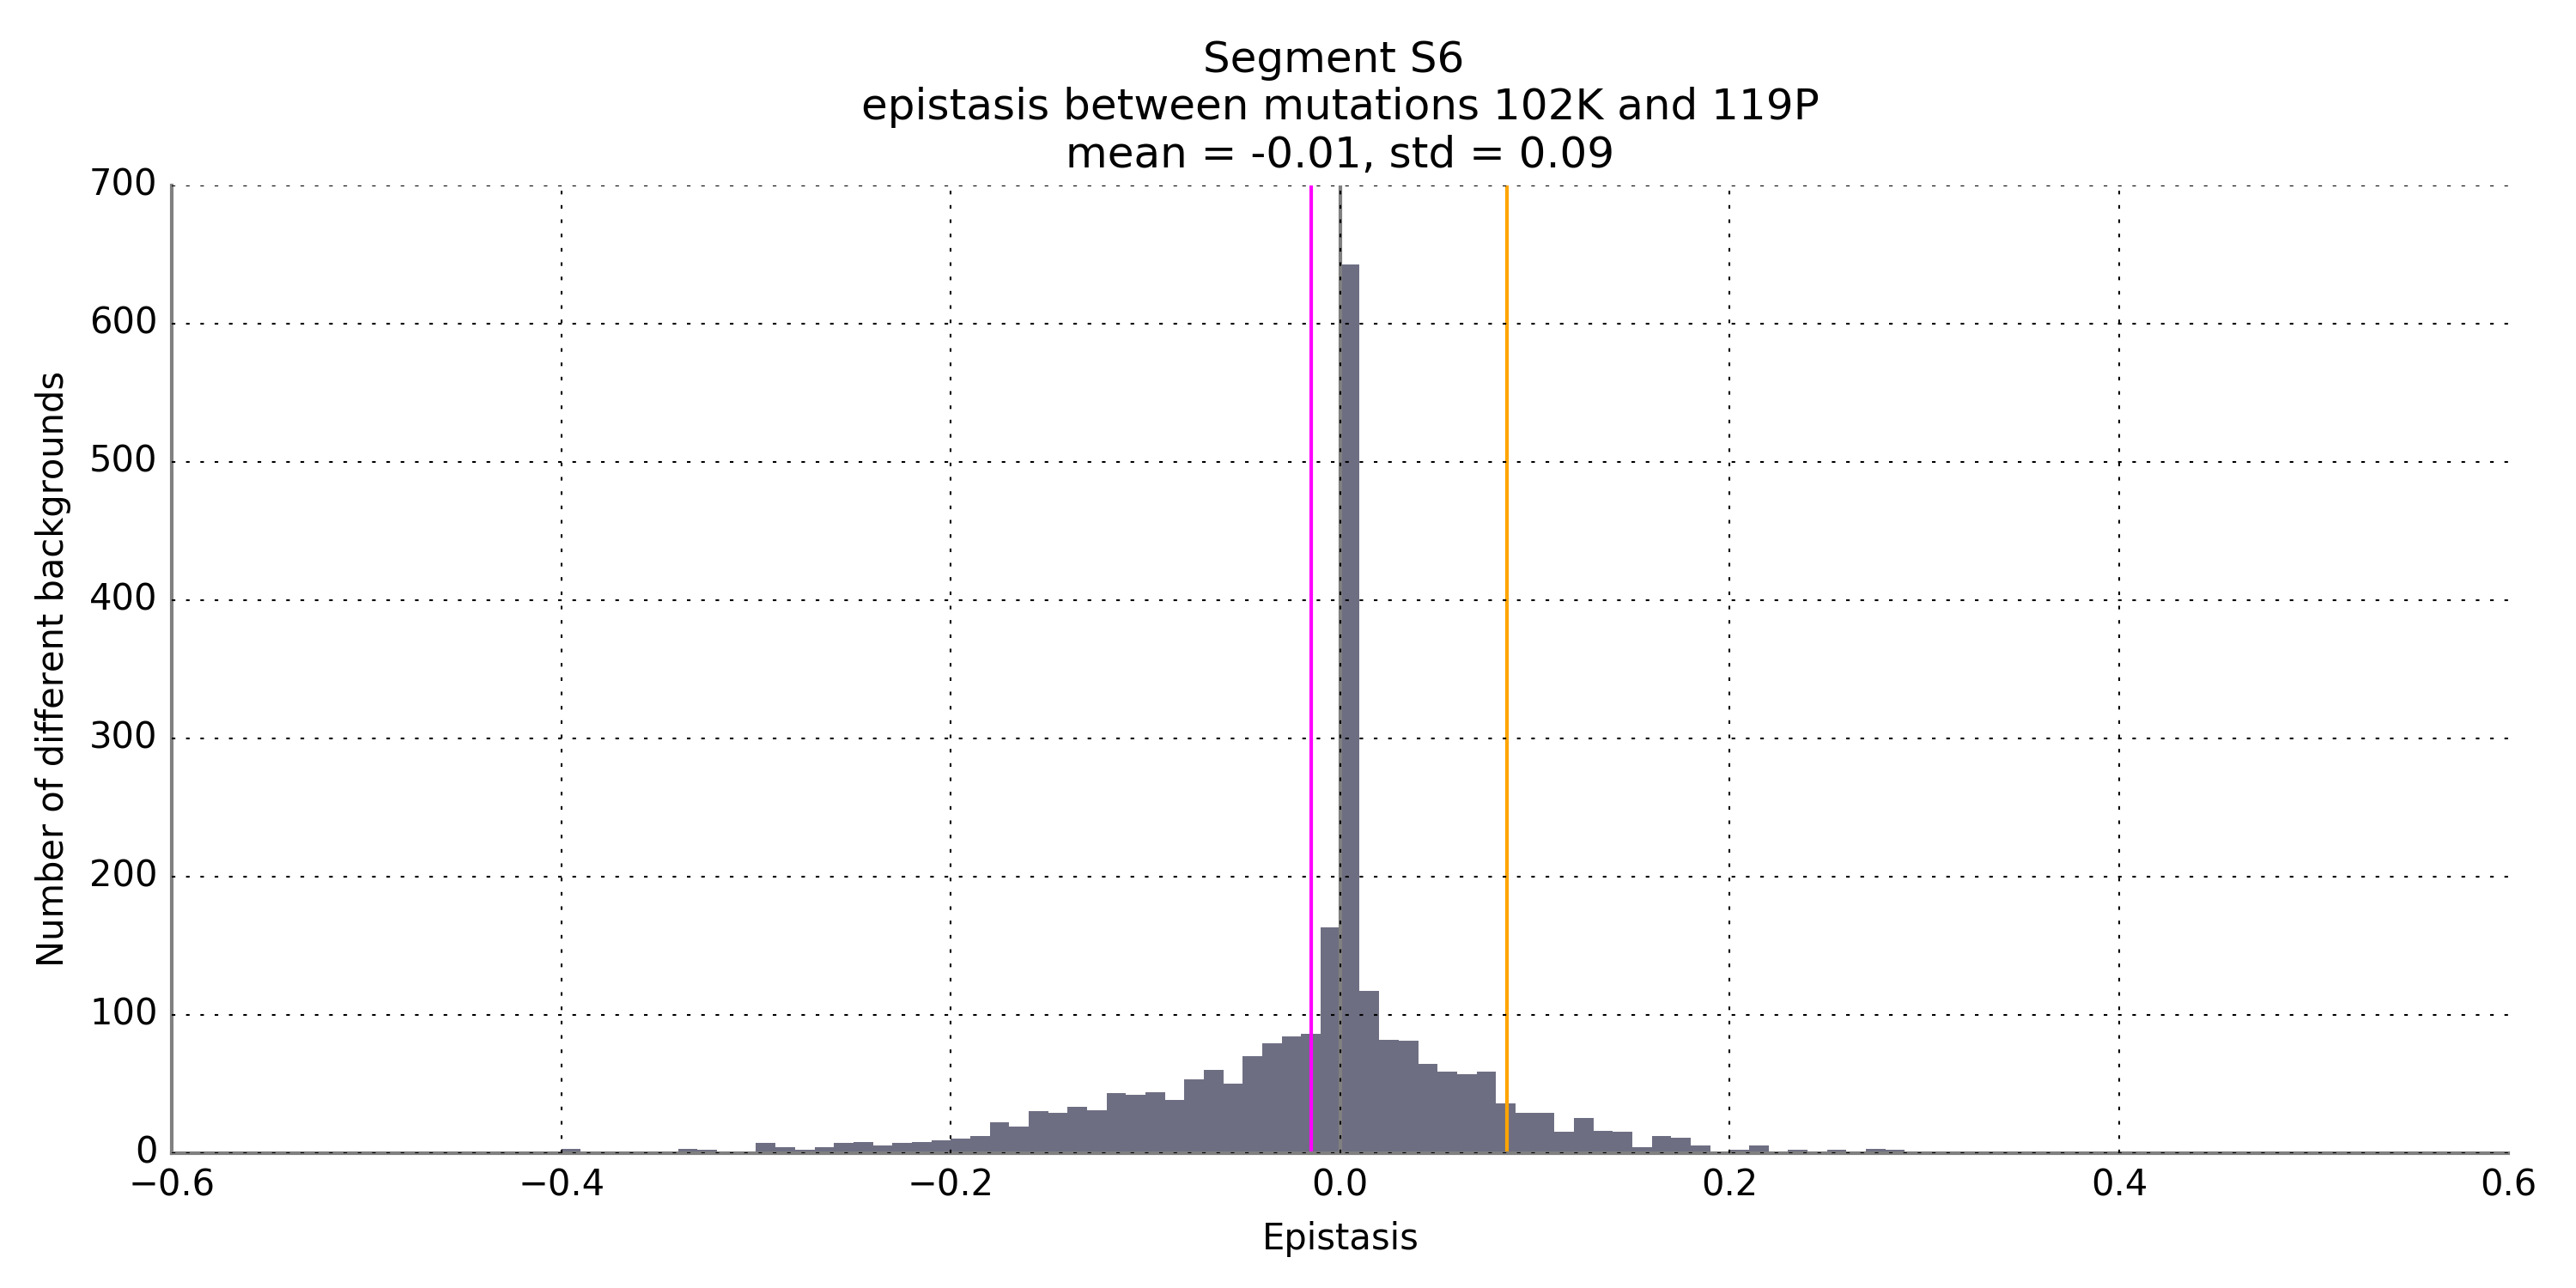 Segment S6
epistasis between mutations 102K and 119P
mean = -0.01, std = 0.09
Number of different backgrounds
700
600
500
400
300
200
100
0
−0.6 −0.4 −0.2 0.0 0.2 0.4 0.6
Epistasis